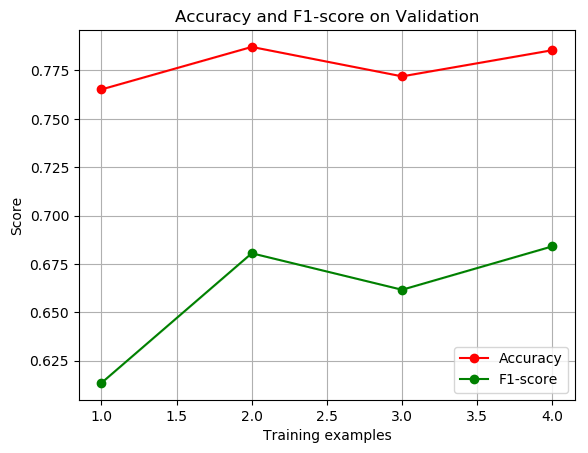 Accuracy and F1-score on Validation
0.775
0.750
0.725
0.700
0.675
0.650
0.625
Score
1.0 1.5 2.0 2.5 3.0 3.5 4.0
Training examples
Accuracy
F1-score